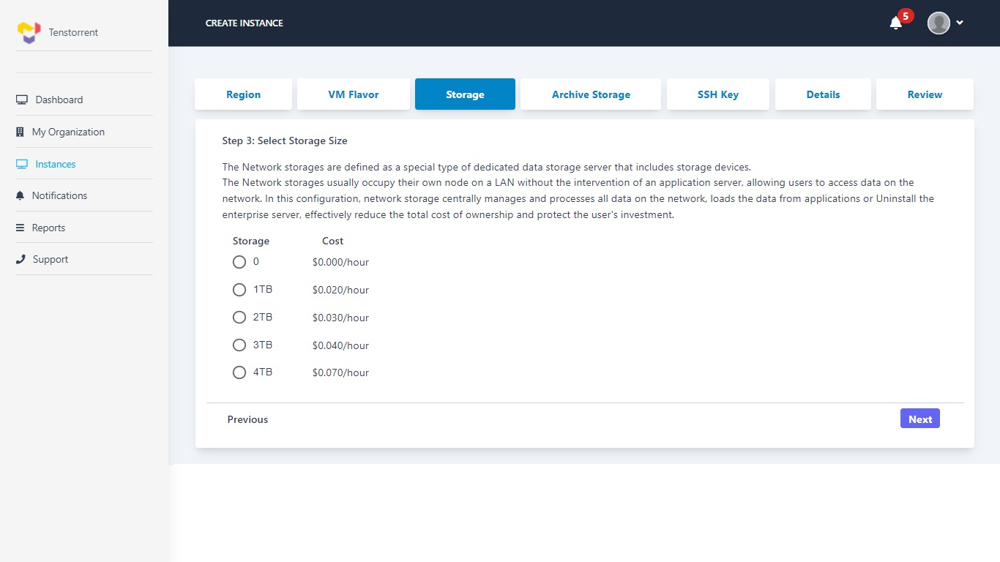 Tenstorrent
CREATE INSTANCE
5
Dashboard
My Organization
Instances
Notifications
Reports
Support
Region
VM Flavor
Storage
Archive Storage
SSH Key
Details
Review
Step 3: Select Storage Size
The Network storages are defined as a special type of dedicated data storage server that includes storage devices.
The Network storages usually occupy their own node on a LAN without the intervention of an application server, allowing users to access data on the
network. In this configuration, network storage centrally manages and processes all data on the network, loads the data from applications or Uninstall the
enterprise server, effectively reduce the total cost of ownership and protect the user's investment.
Storage Cost
0 $0.000/hour
1TB $0.020/hour
2TB $0.030/hour
3TB $0.040/hour
4TB $0.070/hour
Previous
Next